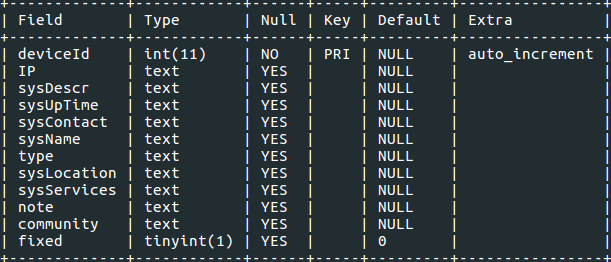 +-------------+------------+------+-----+---------+----------------+
| Field       | Type       | Null | Key | Default | Extra          |
+-------------+------------+------+-----+---------+----------------+
| deviceId    | int(11)    | NO   | PRI | NULL    | auto_increment |
| IP          | text       | YES  |     | NULL    |                |
| sysDescr    | text       | YES  |     | NULL    |                |
| sysUpTime   | text       | YES  |     | NULL    |                |
| sysContact  | text       | YES  |     | NULL    |                |
| sysName     | text       | YES  |     | NULL    |                |
| type        | text       | YES  |     | NULL    |                |
| sysLocation | text       | YES  |     | NULL    |                |
| sysServices | text       | YES  |     | NULL    |                |
| note        | text       | YES  |     | NULL    |                |
| community   | text       | YES  |     | NULL    |                |
| fixed       | tinyint(1) | YES  |     | 0       |                |
+-------------+------------+------+-----+---------+----------------+